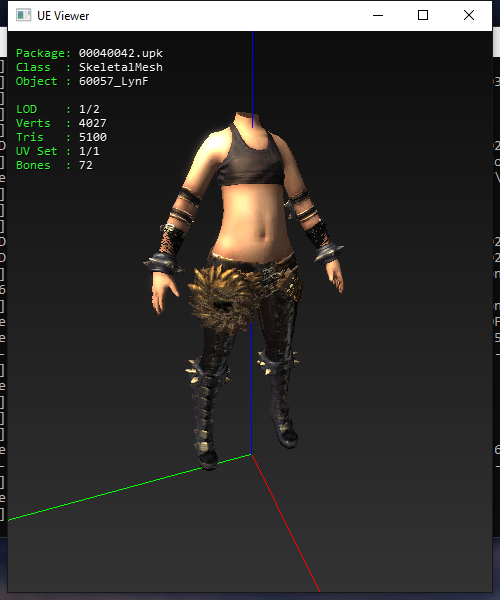 UE Viewer
Package: 00040042.upk
Class : SkeletalMesh
Object : 60057_LynF
LOD : 1/2
Verts : 4027
Tris : 5100
UV Set : 1/1
Bones : 72